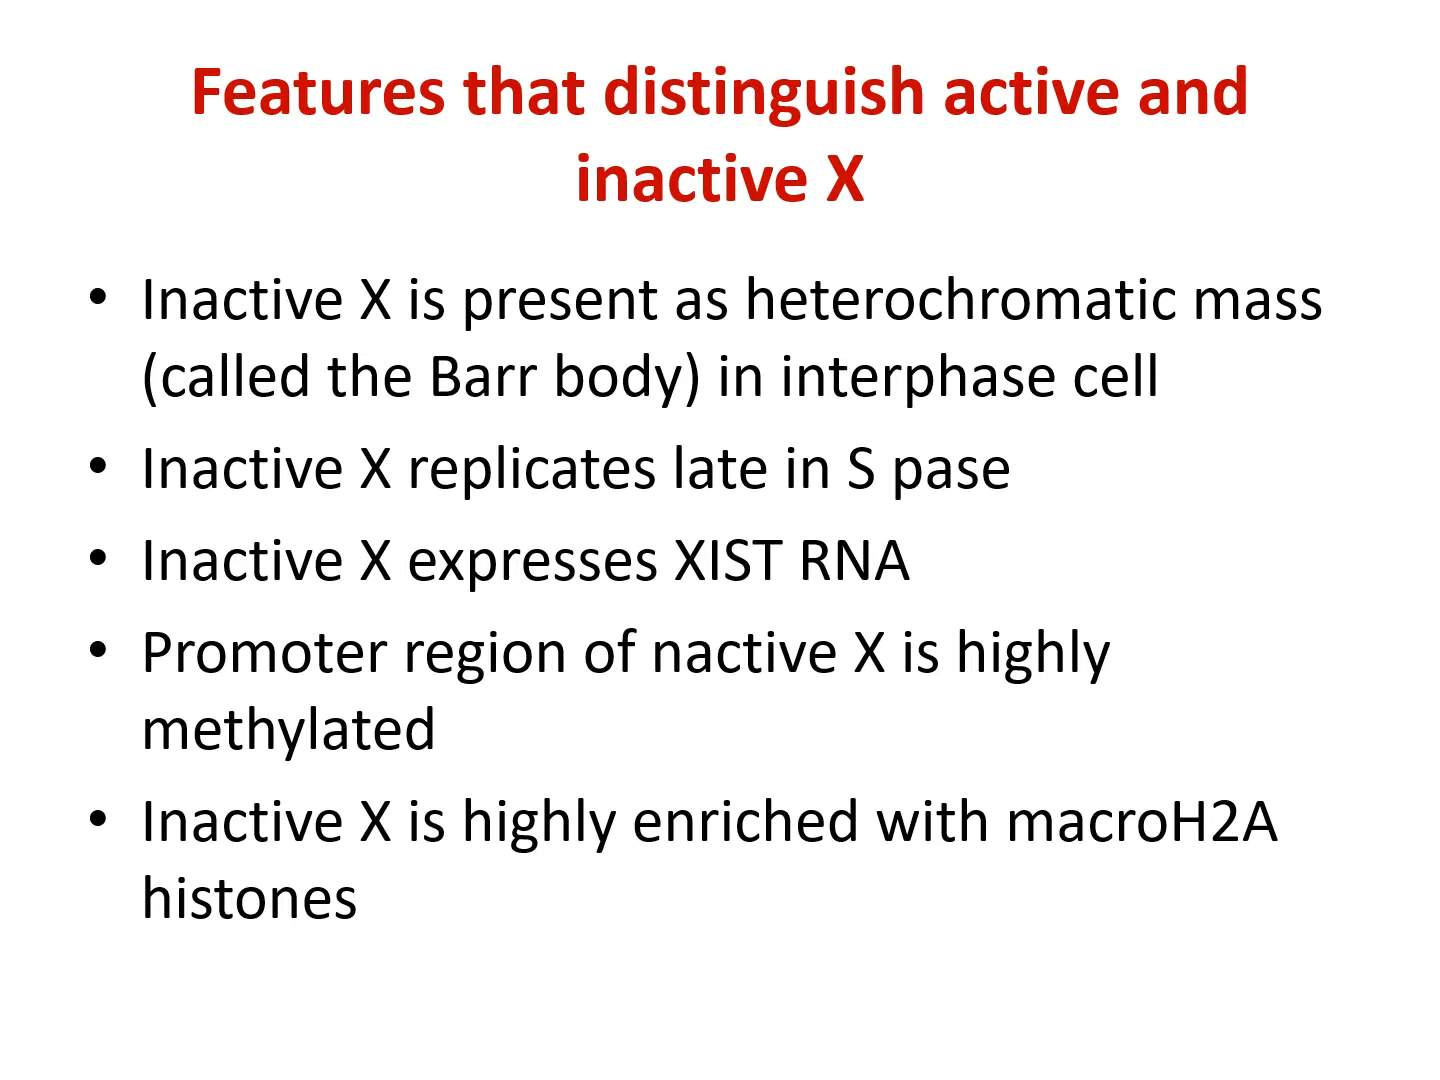 Features that distinguish active and
inactive X
• Inactive X is present as heterochromatic mass
(called the Barr body) in interphase cell
• Inactive X replicates late in S pase
• Inactive X expresses XIST RNA
• Promoter region of nactive X is highly
methylated
• Inactive X is highly enriched with macroH2A
histones